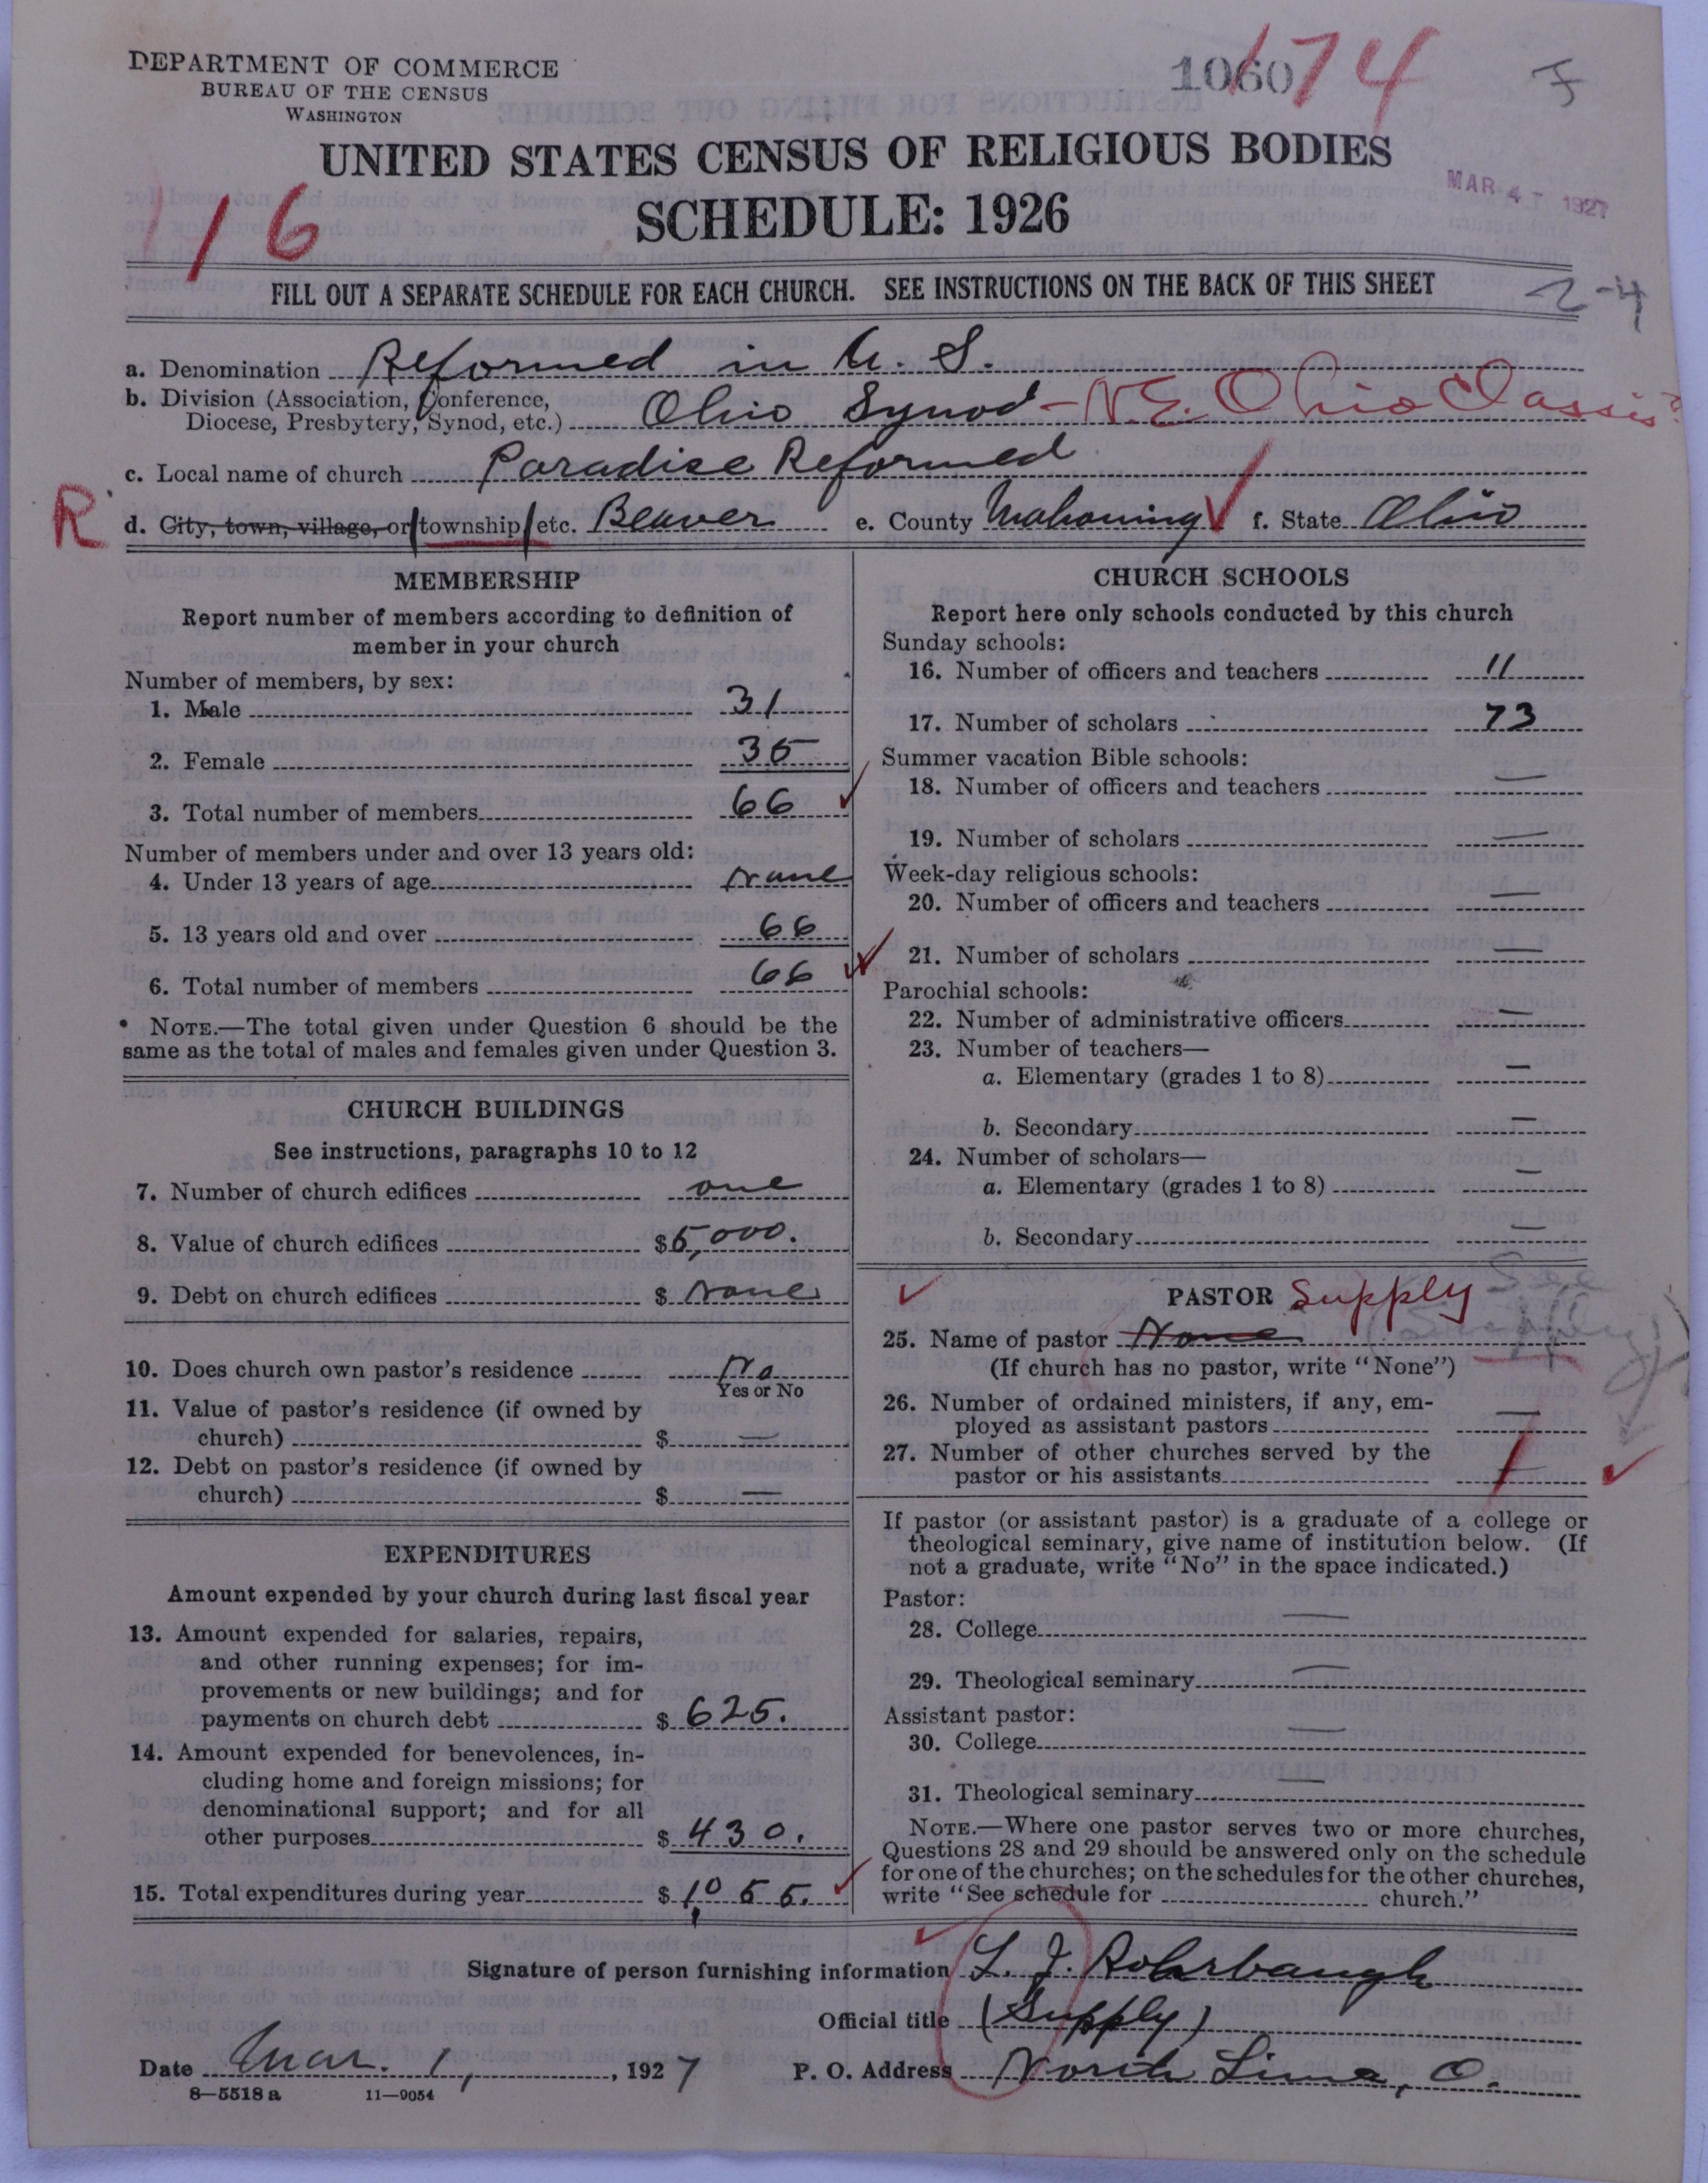 DEPARTMENT OF COMMERCE
BUREAU OF THE CENSUS
WASHINGTON
1060
174
UNITED STATES CENSUS OF RELIGIOUS BODIES
SCHEDULE: 1926
MAR 4 1927
116
FILL OUT A SEPARATE SCHEDULE FOR EACH CHURCH. SEE INSTRUCTIONS ON THE BACK OF THIS SHEET
2-4
a. Denomination Reformed in U. S.
b. Division (Association, Conference,
Diocese, Presbytery, Synod, etc.) Ohio Synod - N.E. Ohio Classis
c. Local name of church Paradise Reformed
R d. City, town, village, or township, etc. Beaver e. County Mahoning f. State Ohio
MEMBERSHIP
Report number of members according to definition of
member in your church
Number of members, by sex:
1. Male 31
2. Female 35
3. Total number of members 66
Number of members under and over 13 years old:
4. Under 13 years of age None
5. 13 years old and over 66
6. Total number of members 66
NOTE.—The total given under Question 6 should be the
same as the total of males and females given under Question 3.
CHURCH BUILDINGS
See instructions, paragraphs 10 to 12
7. Number of church edifices one
8. Value of church edifices $5,000.
9. Debt on church edifices $ None
10. Does church own pastor's residence No
Yes or No
11. Value of pastor's residence (if owned by
church) $ —
12. Debt on pastor's residence (if owned by
church) $ —
EXPENDITURES
Amount expended by your church during last fiscal year
13. Amount expended for salaries, repairs,
and other running expenses; for im-
provements or new buildings; and for
payments on church debt $ 625.
14. Amount expended for benevolences, in-
cluding home and foreign missions; for
denominational support; and for all
other purposes $ 430.
15. Total expenditures during year $ 1,055.
CHURCH SCHOOLS
Report here only schools conducted by this church
Sunday schools:
16. Number of officers and teachers 11
17. Number of scholars 73
Summer vacation Bible schools:
18. Number of officers and teachers —
19. Number of scholars —
Week-day religious schools:
20. Number of officers and teachers —
21. Number of scholars —
Parochial schools:
22. Number of administrative officers —
23. Number of teachers—
a. Elementary (grades 1 to 8) —
b. Secondary —
24. Number of scholars—
a. Elementary (grades 1 to 8) —
b. Secondary —
PASTOR Supply
25. Name of pastor None
(If church has no pastor, write "None")
26. Number of ordained ministers, if any, em-
ployed as assistant pastors —
27. Number of other churches served by the
pastor or his assistants
If pastor (or assistant pastor) is a graduate of a college or
theological seminary, give name of institution below. (If
not a graduate, write "No" in the space indicated.)
Pastor:
28. College —
29. Theological seminary —
Assistant pastor:
30. College —
31. Theological seminary —
NOTE.—Where one pastor serves two or more churches,
Questions 28 and 29 should be answered only on the schedule
for one of the churches; on the schedules for the other churches,
write "See schedule for church."
Signature of person furnishing information L. J. Rohrbaugh
Official title (Supply)
Date Mar. 1, 1927 P. O. Address North Lima, O.
8—5518a 11—9054